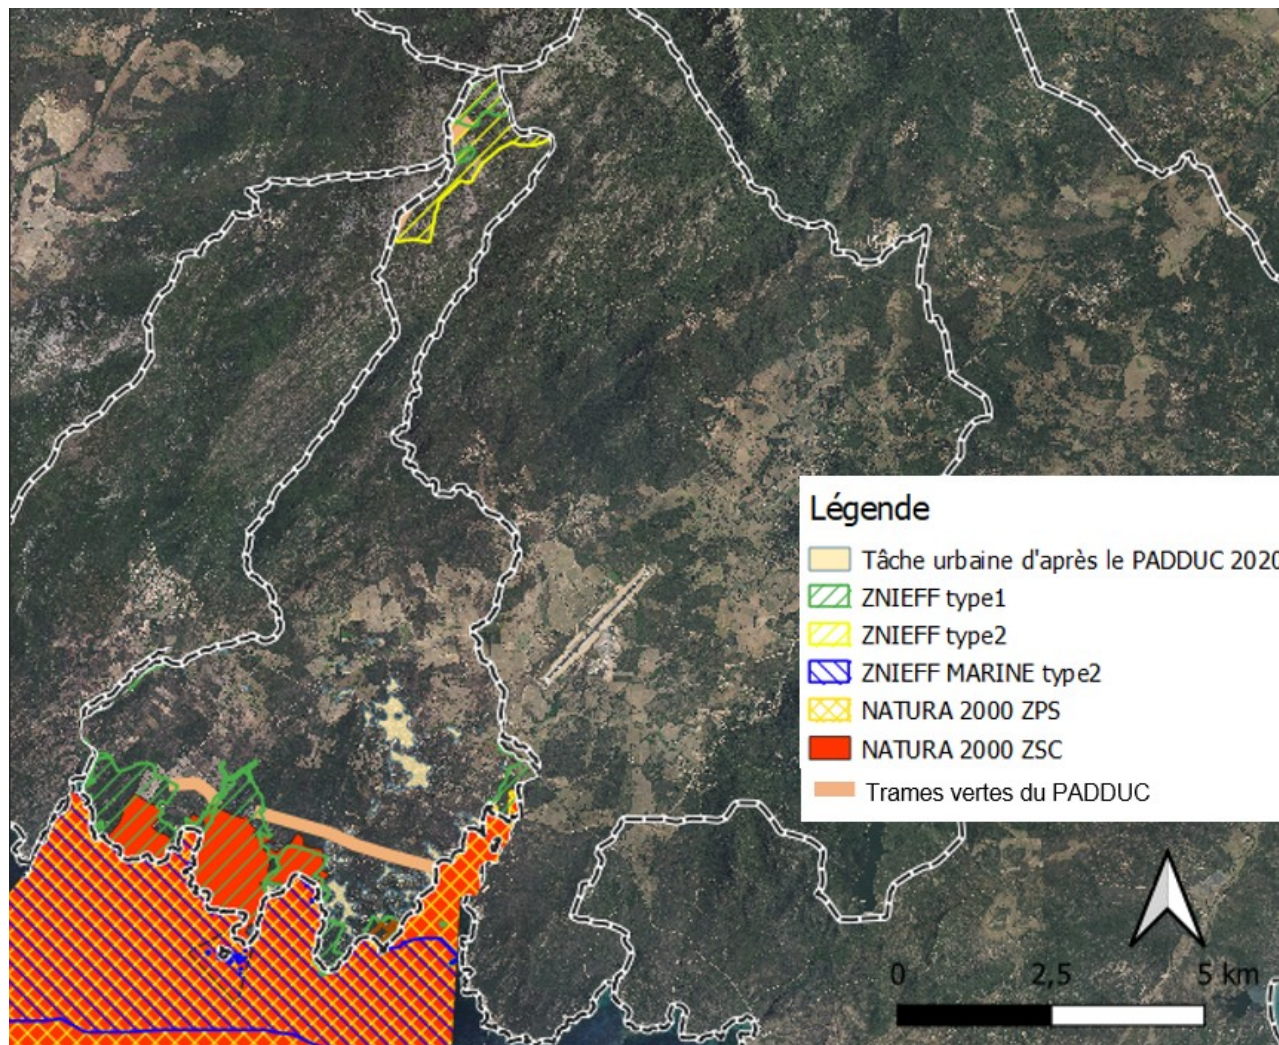 Légende
Tâche urbaine d'après le PADDUC 2020
ZNIEFF type1
ZNIEFF type2
ZNIEFF MARINE type2
NATURA 2000 ZPS
NATURA 2000 ZSC
Trames vertes du PADDUC
0 2,5 5 km